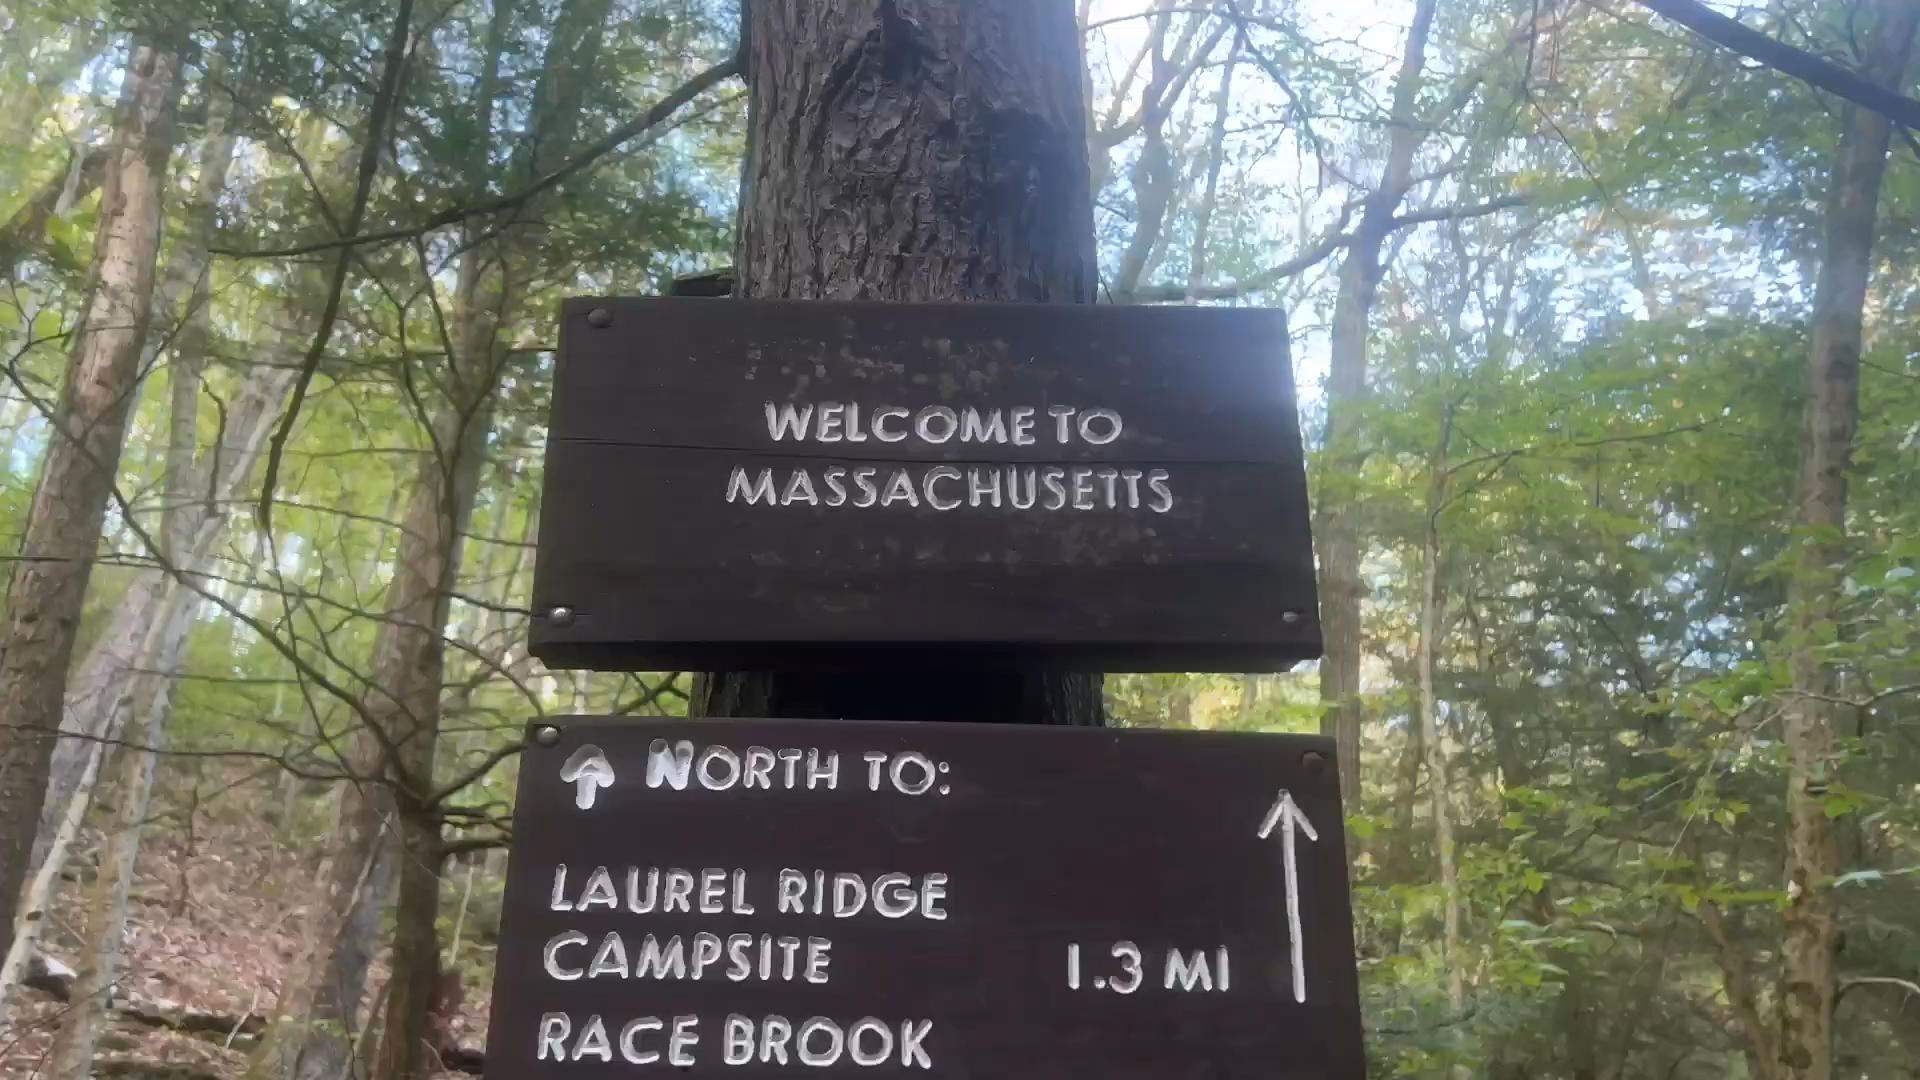 WELCOME TO
MASSACHUSETTS
NORTH TO:
LAUREL RIDGE
CAMPSITE 1.3 MI
RACE BROOK